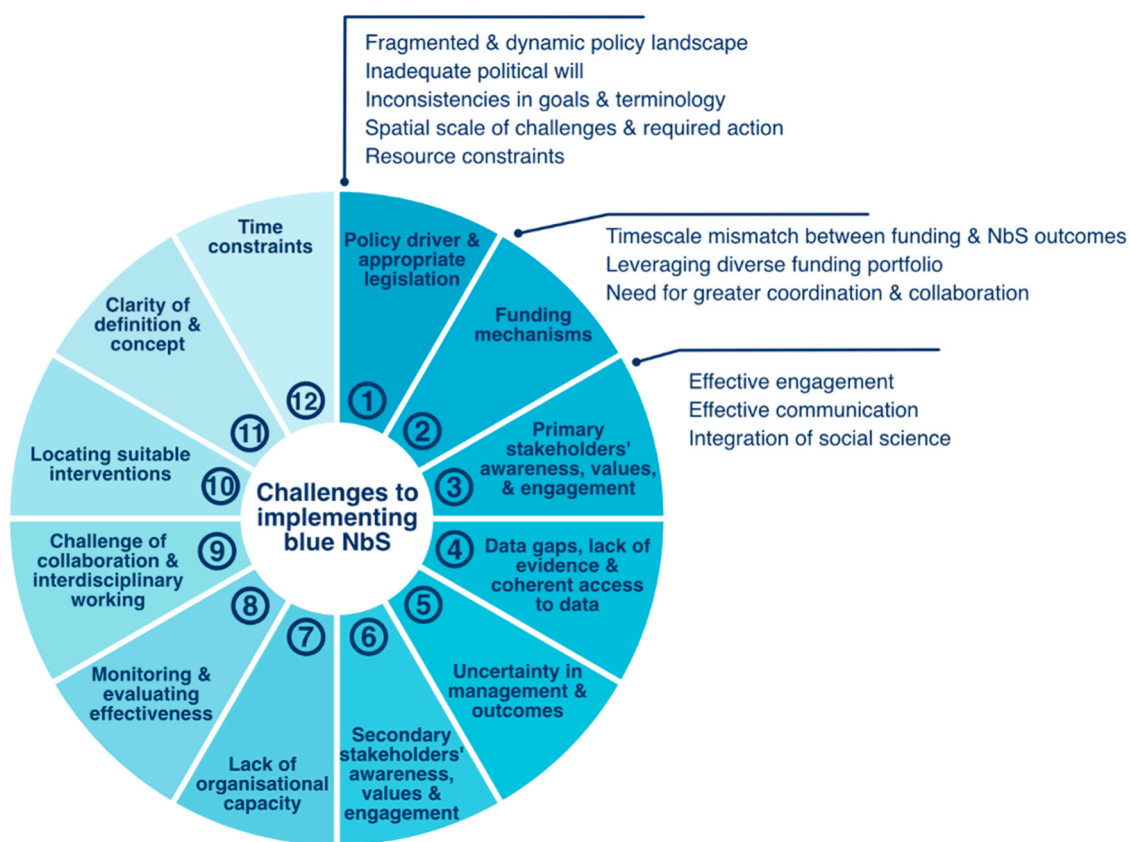 Fragmented & dynamic policy landscape
Inadequate political will
Inconsistencies in goals & terminology
Spatial scale of challenges & required action
Resource constraints
Timescale mismatch between funding & NbS outcomes
Leveraging diverse funding portfolio
Need for greater coordination & collaboration
Effective engagement
Effective communication
Integration of social science
Challenges to
implementing
blue NbS
1
Policy driver &
appropriate
legislation
2
Funding
mechanisms
3
Primary
stakeholders'
awareness, values,
& engagement
4
Data gaps, lack of
evidence &
coherent access
to data
5
Uncertainty in
management &
outcomes
6
Secondary
stakeholders'
awareness,
values &
engagement
7
Lack of
organisational
capacity
8
Monitoring &
evaluating
effectiveness
9
Challenge of
collaboration &
interdisciplinary
working
10
Locating suitable
interventions
11
Clarity of
definition &
concept
12
Time
constraints